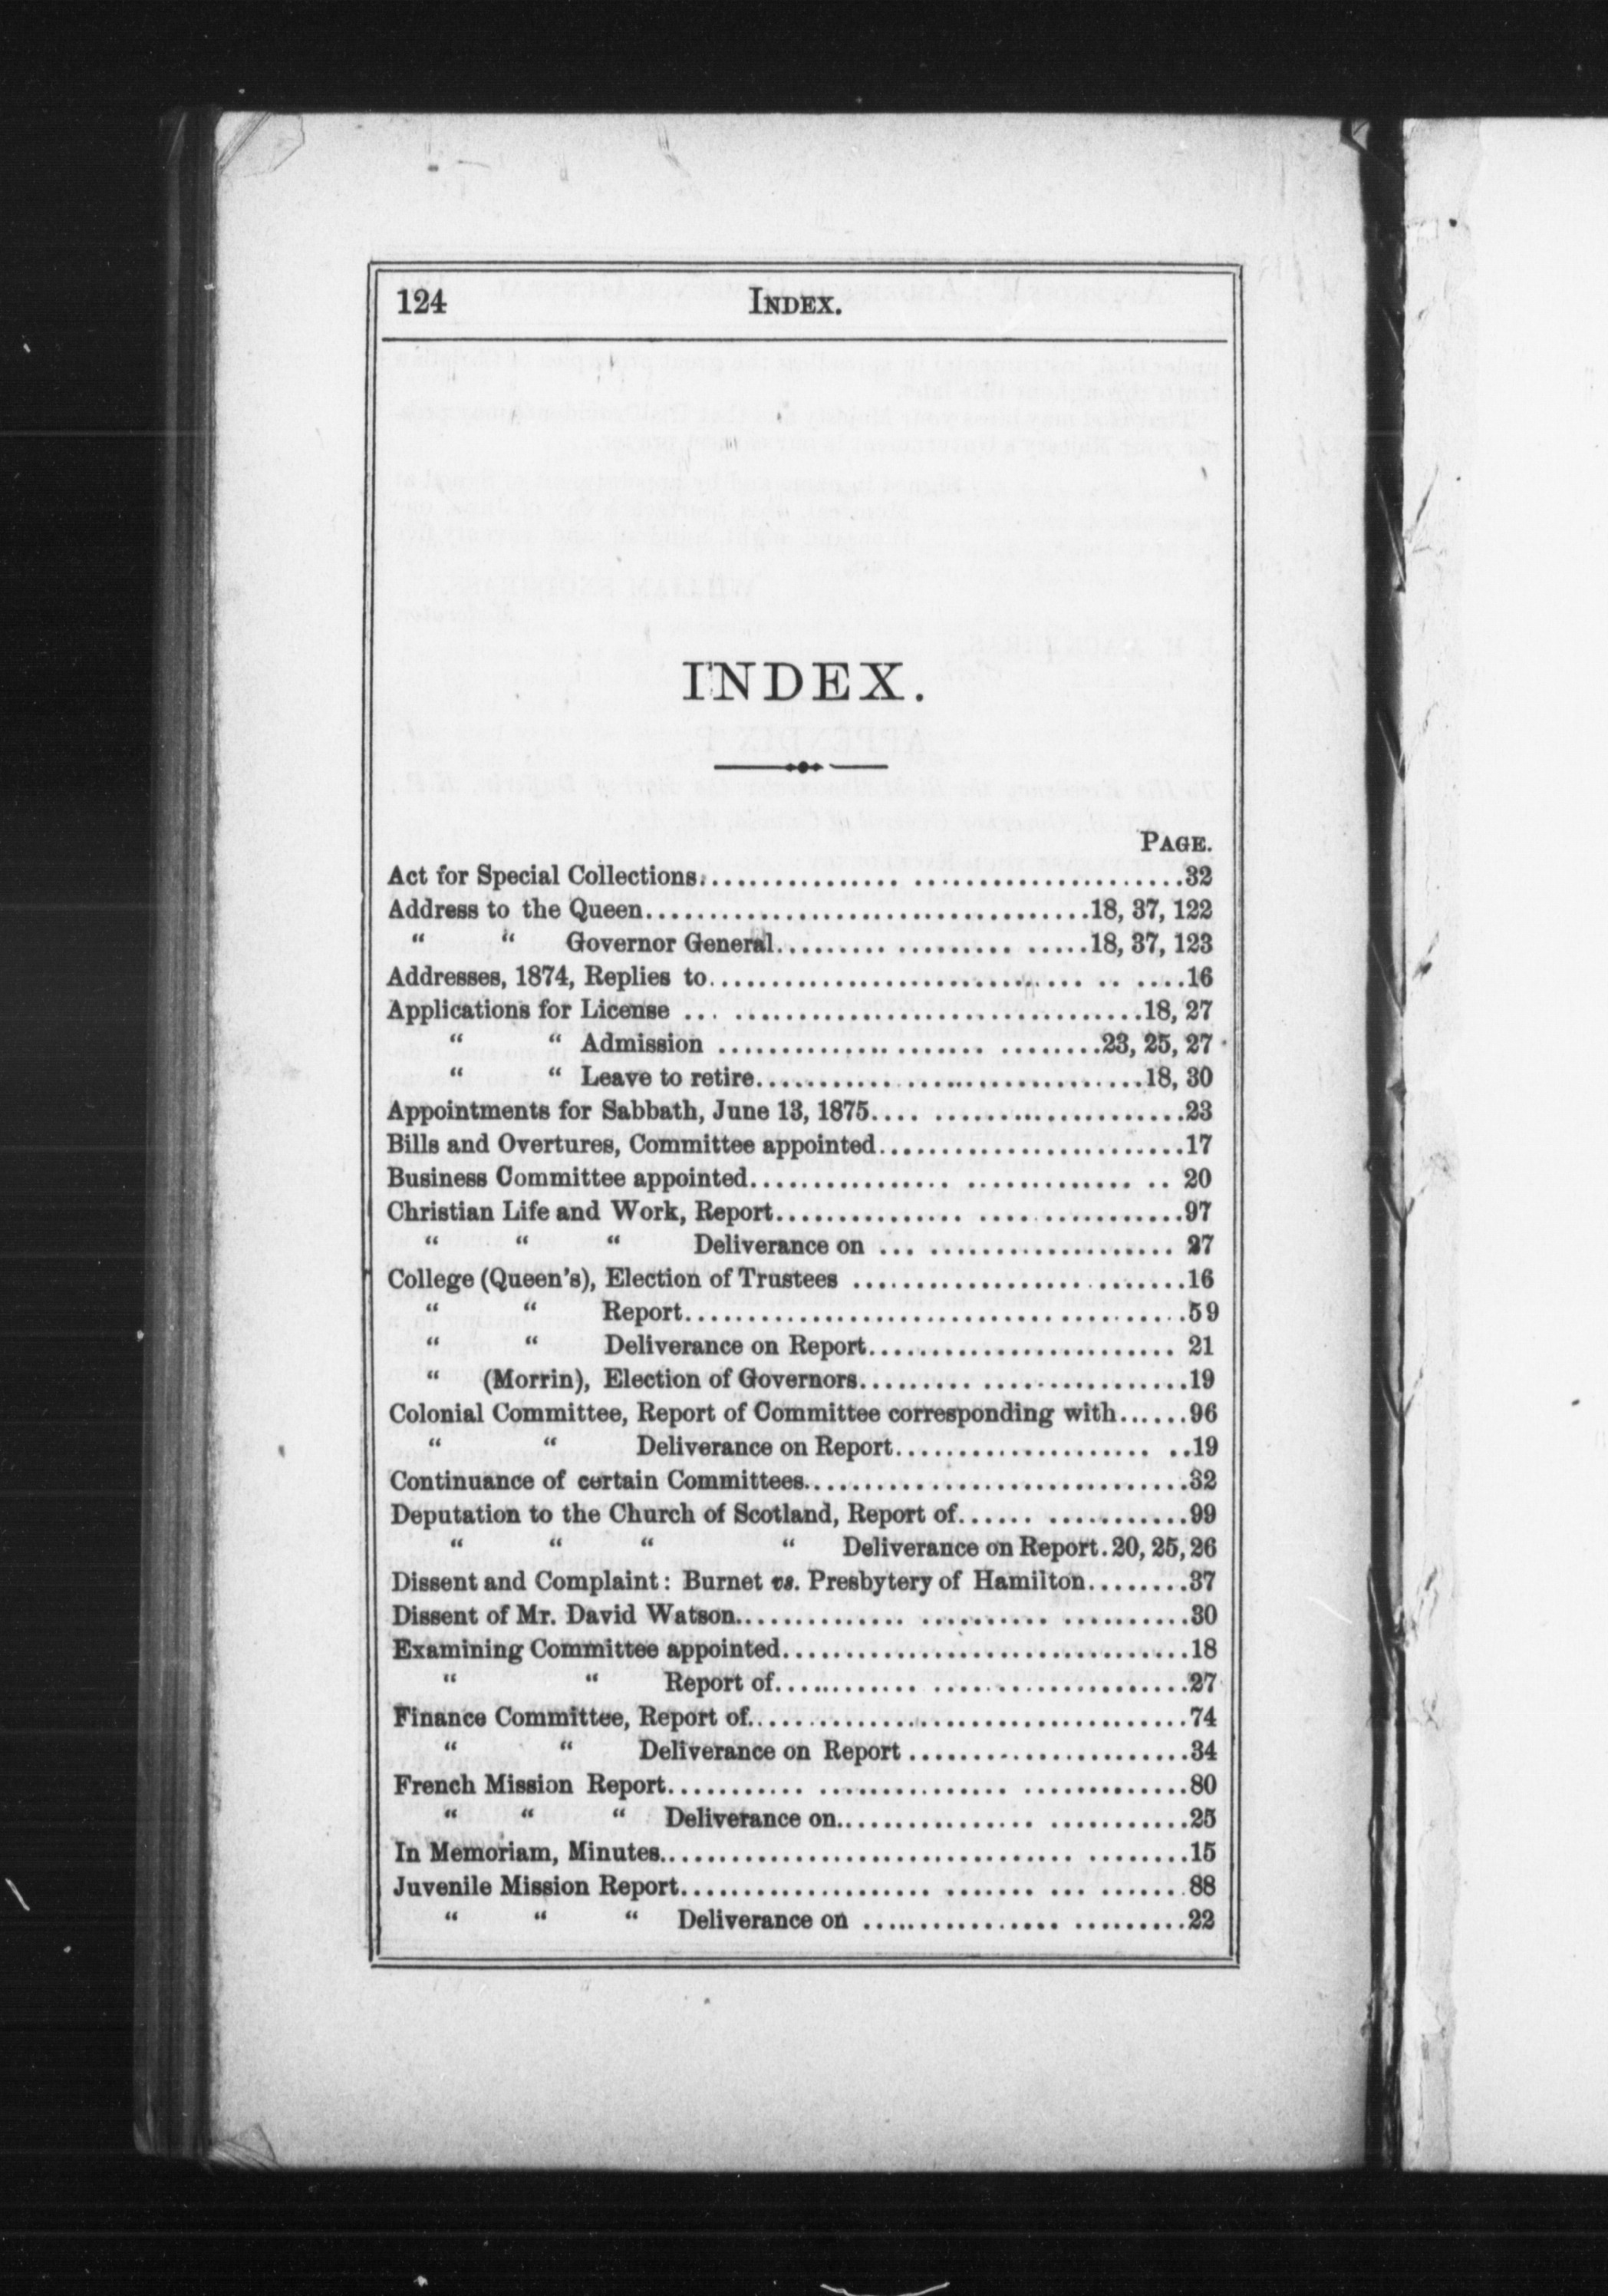 124 INDEX.
INDEX.
PAGE.
Act for Special Collections......................................32
Address to the Queen...................................18, 37, 122
“ “ Governor General.......................18, 37, 123
Addresses, 1874, Replies to....................................16
Applications for License ....................................18, 27
“ “ Admission ..............................23, 25, 27
“ “ Leave to retire..............................18, 30
Appointments for Sabbath, June 13, 1875........................23
Bills and Overtures, Committee appointed........................17
Business Committee appointed............................... 20
Christian Life and Work, Report................................97
“ “ “ Deliverance on ...................... 27
College (Queen's), Election of Trustees ..........................16
“ “ Report.......................................59
“ “ Deliverance on Report........................ 21
“ (Morrin), Election of Governors.........................19
Colonial Committee, Report of Committee corresponding with......96
“ “ Deliverance on Report......................19
Continuance of certain Committees..............................32
Deputation to the Church of Scotland, Report of.................99
“ “ “ “ Deliverance on Report.20, 25, 26
Dissent and Complaint: Burnet vs. Presbytery of Hamilton........37
Dissent of Mr. David Watson..................................30
Examining Committee appointed................................18
“ “ Report of...............................27
Finance Committee, Report of..................................74
“ “ Deliverance on Report ......................34
French Mission Report.......................................80
“ “ “ Deliverance on...........................25
In Memoriam, Minutes.........................................15
Juvenile Mission Report.......................................88
“ “ “ Deliverance on .........................22